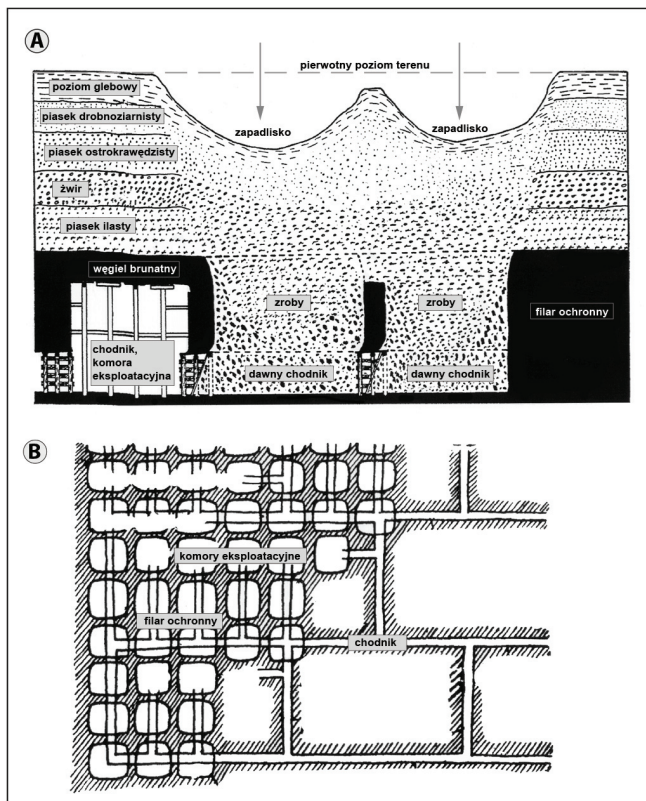 A
pierwotny poziom terenu
poziom glebowy
piasek drobnoziarnisty
zapadlisko
zapadlisko
piasek ostrokrawędzisty
żwir
piasek ilasty
węgiel brunatny
zroby
zroby
filar ochronny
chodnik,
komora
eksploatacyjna
dawny chodnik
dawny chodnik
B
komory eksploatacyjne
filar ochronny
chodnik